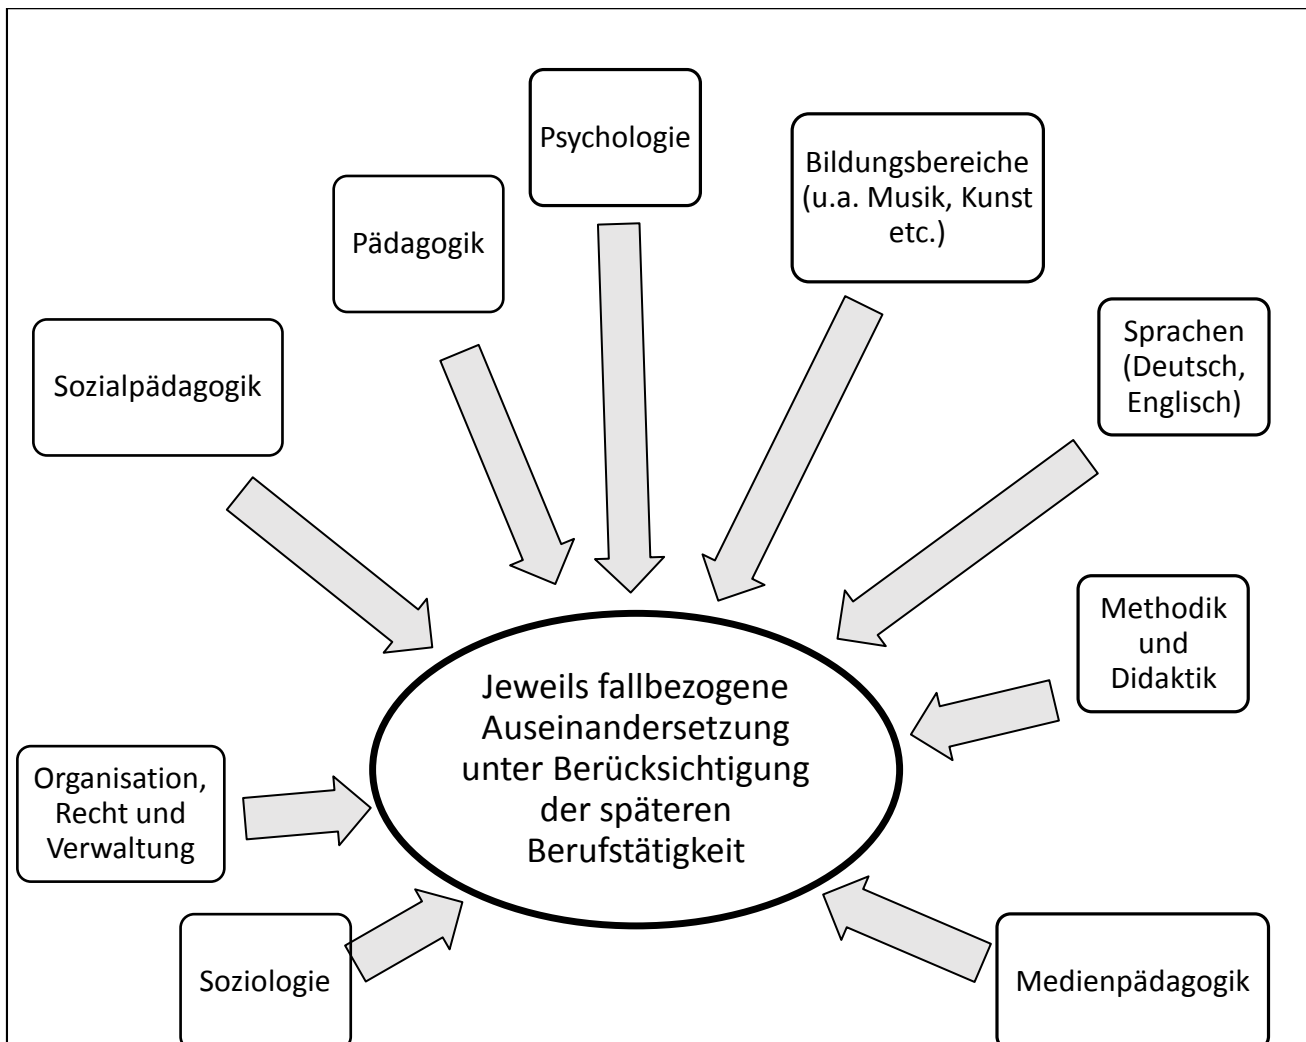 Psychologie
Bildungsbereiche
(u.a. Musik, Kunst
etc.)
Pädagogik
Sprachen
(Deutsch,
Englisch)
Sozialpädagogik
Methodik
und
Didaktik
Jeweils fallbezogene
Auseinandersetzung
unter Berücksichtigung
der späteren
Berufstätigkeit
Organisation,
Recht und
Verwaltung
Soziologie
Medienpädagogik